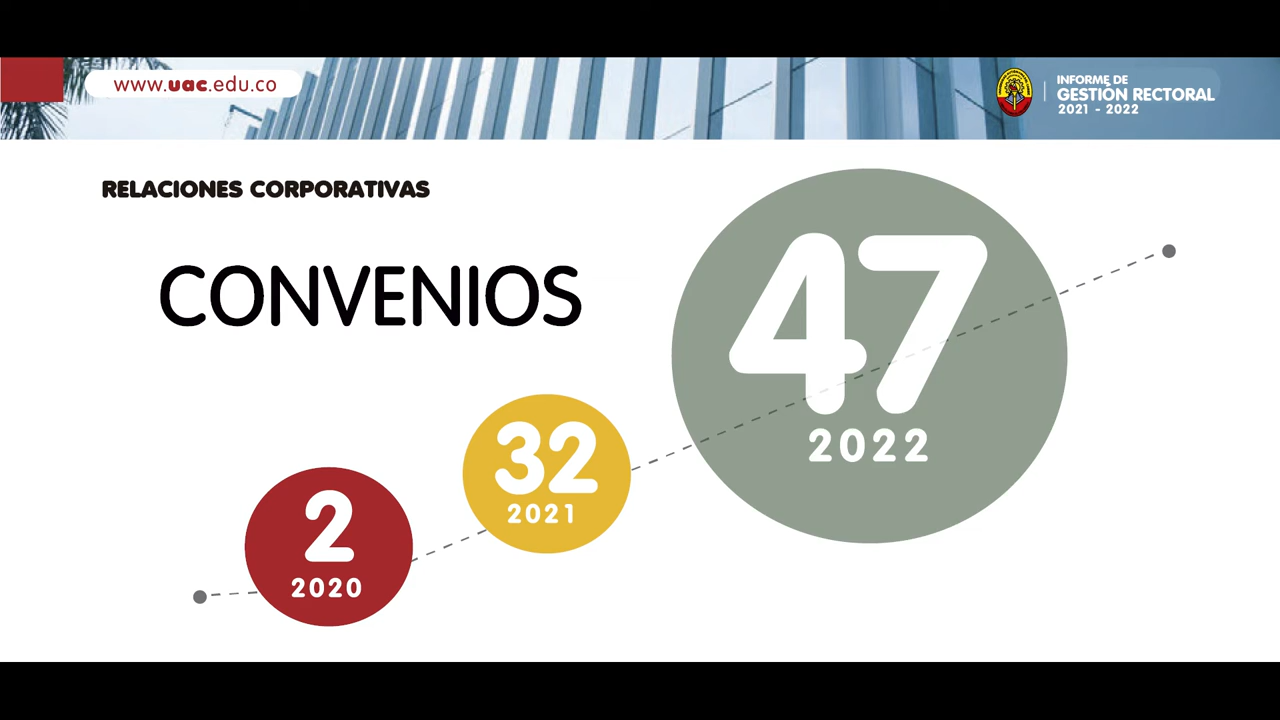 www.uac.edu.co
INFORME DE
GESTIÓN RECTORAL
2021 - 2022
RELACIONES CORPORATIVAS
CONVENIOS
47
2022
32
2021
2
2020